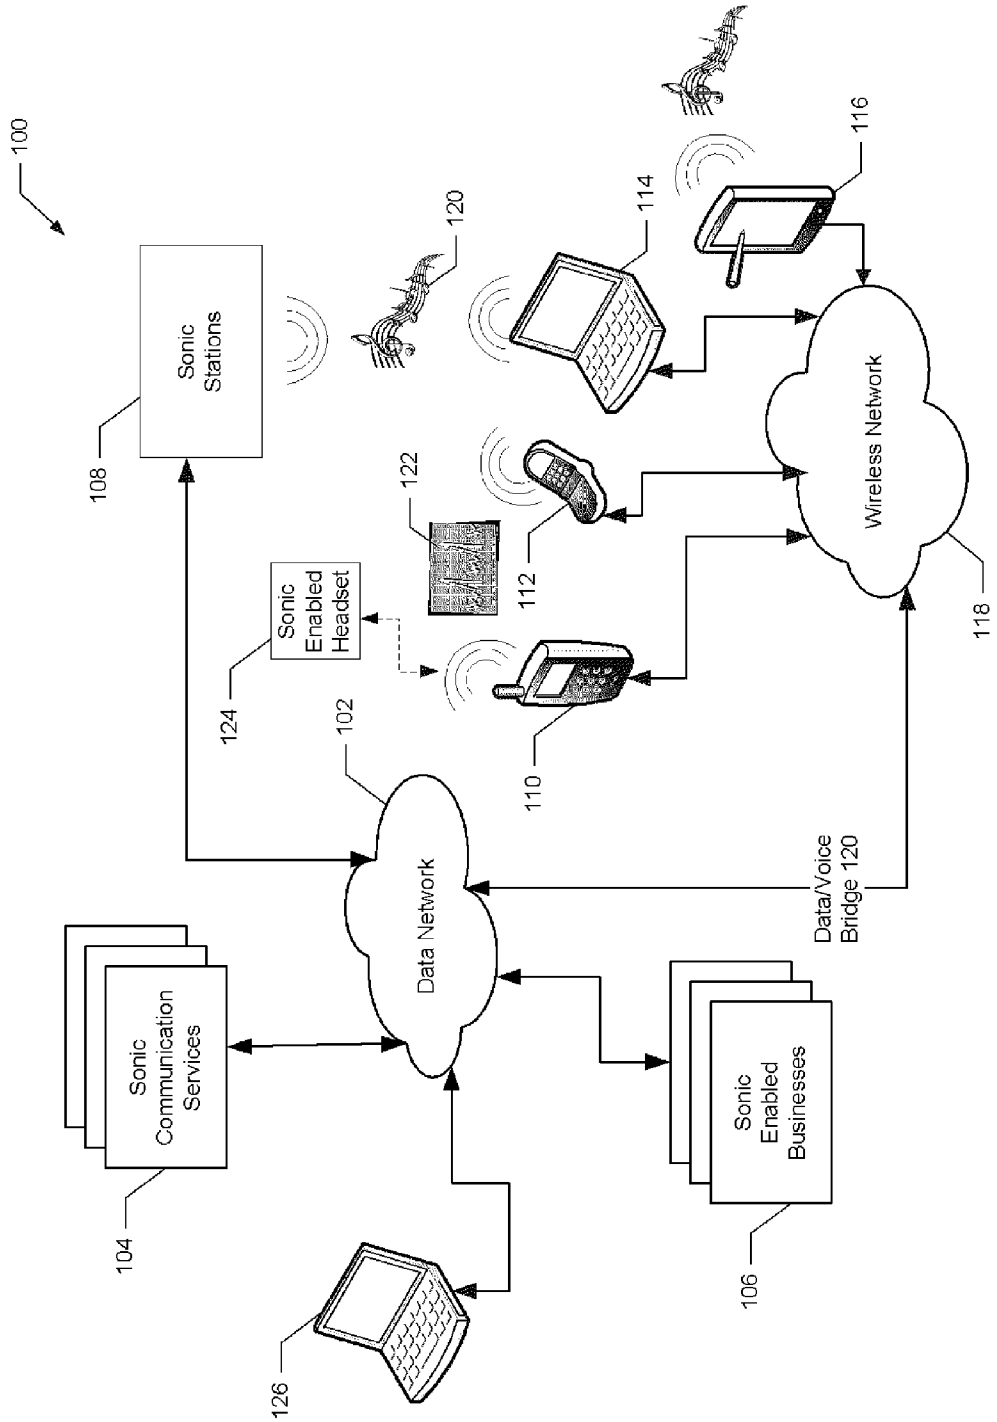 100
104
Sonic
Communication
Services
108
Sonic
Stations
126
124
Sonic
Enabled
Headset
120
102
Data Network
122
110
112
114
116
106
Sonic
Enabled
Businesses
Data/Voice
Bridge 120
Wireless Network
118